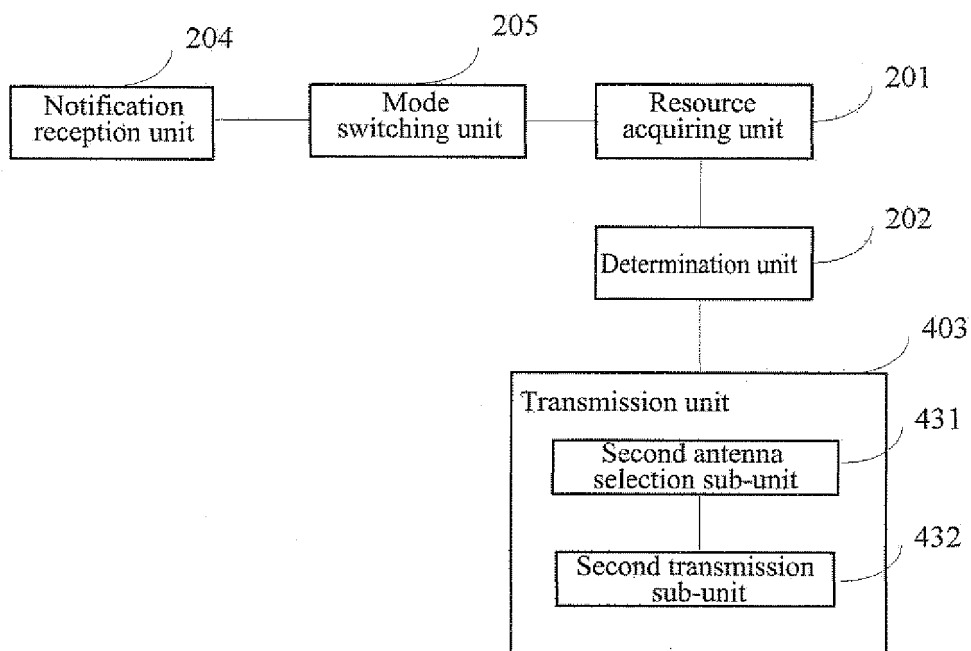 204
205
201
Notification
reception unit
Mode
switching unit
Resource
acquiring unit
202
Determination unit
403
Transmission unit
431
Second antenna
selection sub-unit
432
Second transmission
sub-unit